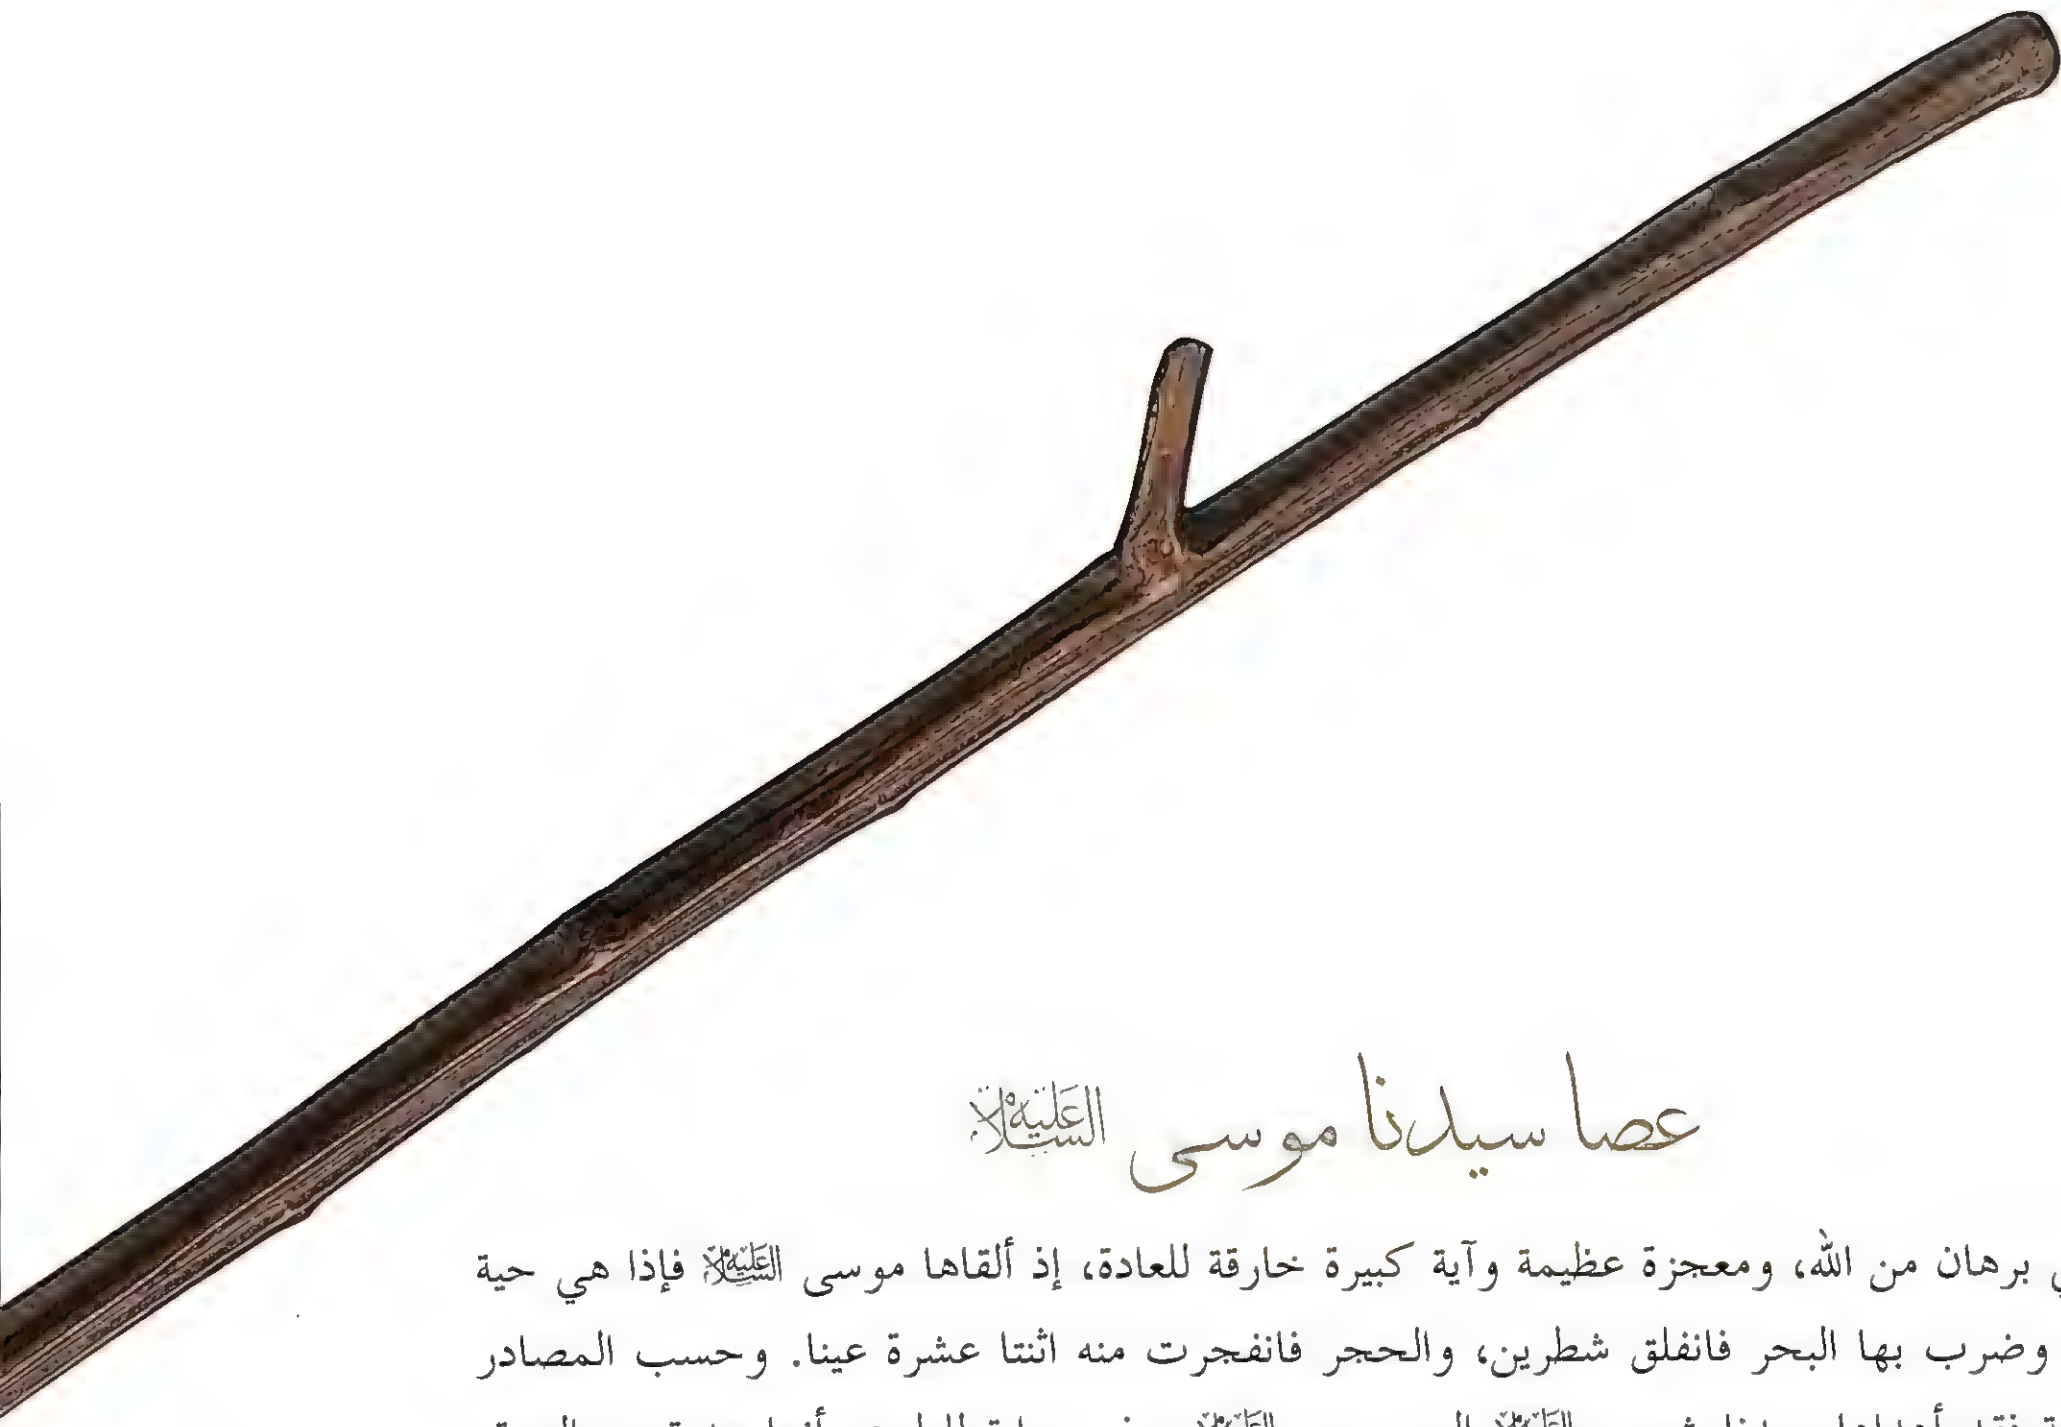 عصا سيدنا موسى عليه السلام
برهان من الله، ومعجزة عظيمة وآية كبيرة خارقة للعادة، إذ ألقاها موسى عليه السلام فإذا هي حية
وضرب بها البحر فانفلق شطرين، والحجر فانفجرت منه اثنتا عشرة عينا. وحسب المصادر